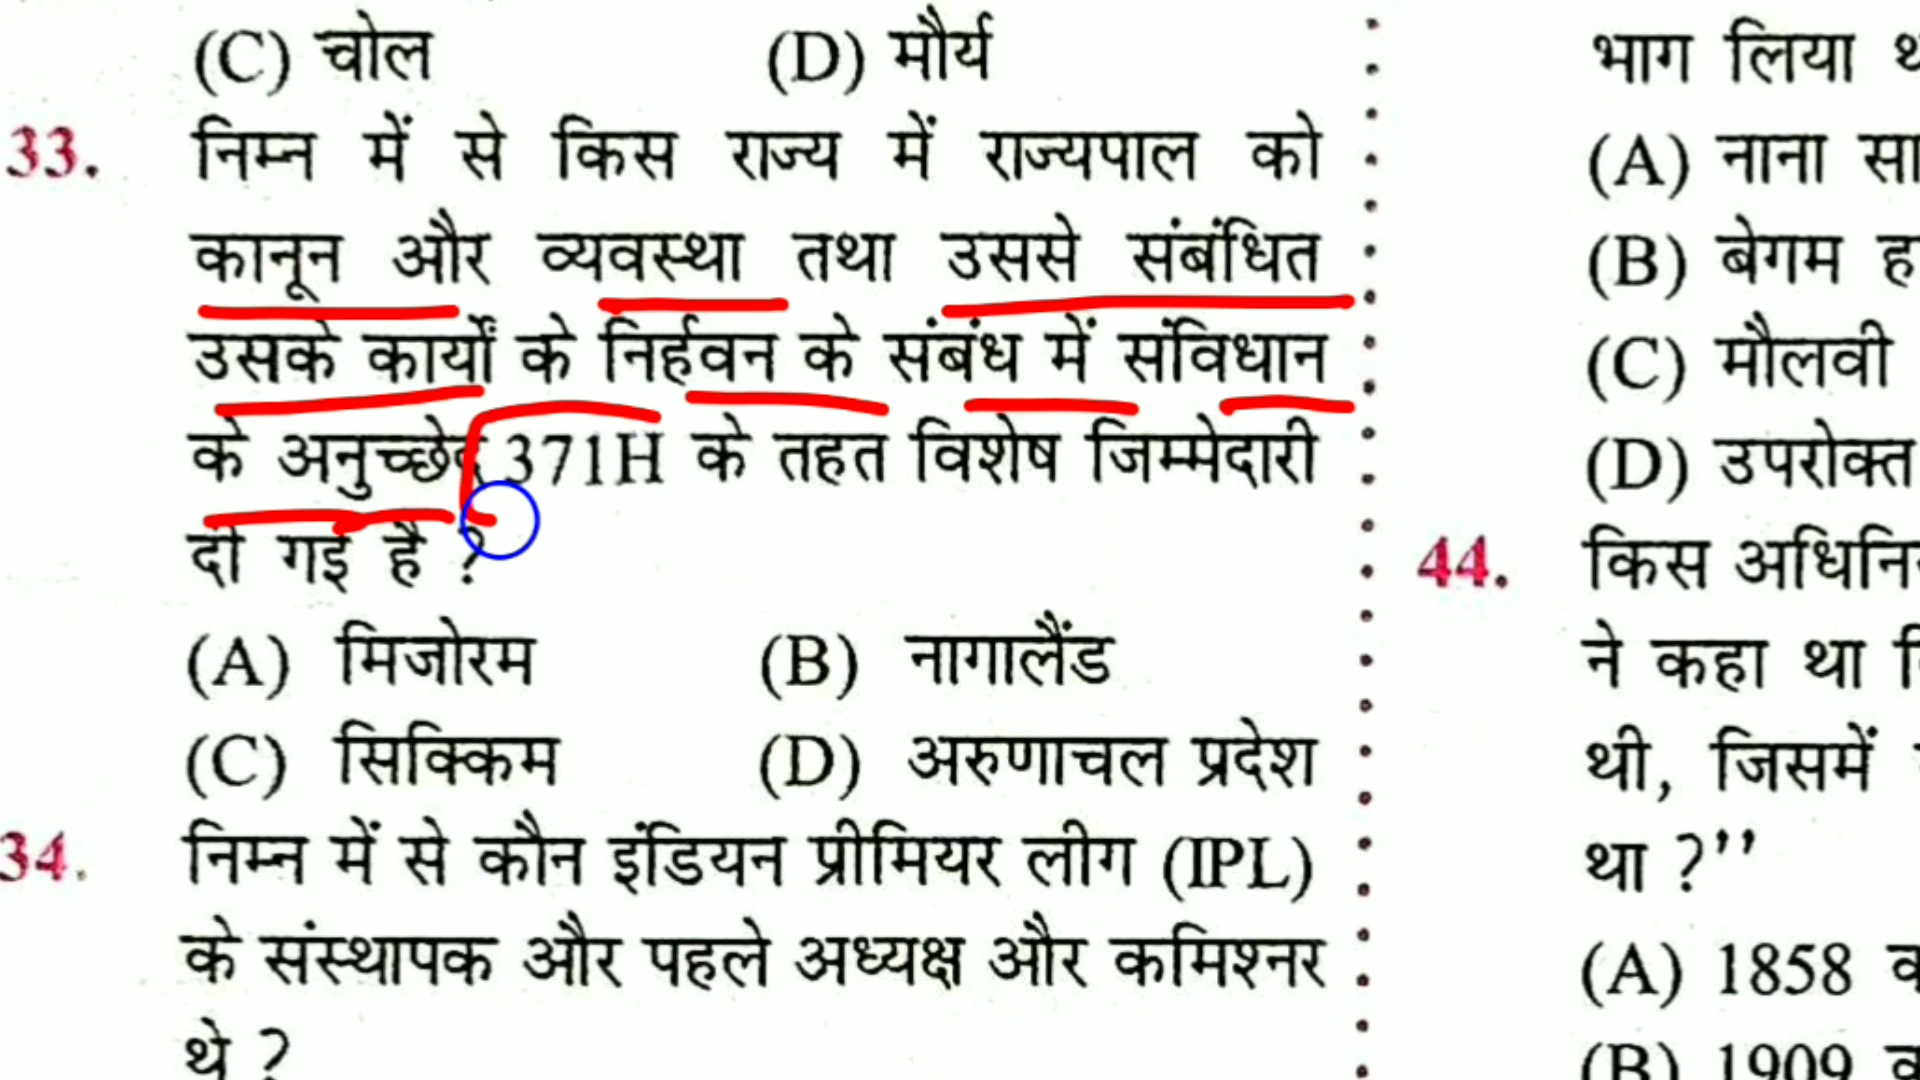 (C) चोल (D) मौर्य
33. निम्न में से किस राज्य में राज्यपाल को
कानून और व्यवस्था तथा उससे संबंधित
उसके कार्यों के निर्हवन के संबंध में संविधान
के अनुच्छेद 371H के तहत विशेष जिम्मेदारी
दी गई है ?
(A) मिजोरम (B) नागालैंड
(C) सिक्किम (D) अरुणाचल प्रदेश
34. निम्न में से कौन इंडियन प्रीमियर लीग (IPL)
के संस्थापक और पहले अध्यक्ष और कमिश्नर
थे ?
भाग लिया
(A) नाना
(B) बेगम
(C) मौलवी
(D) उपरोक्त
44. किस
ने कहा था
थी, जिसमें
था ?’’
(A) 1858
(B) 1909